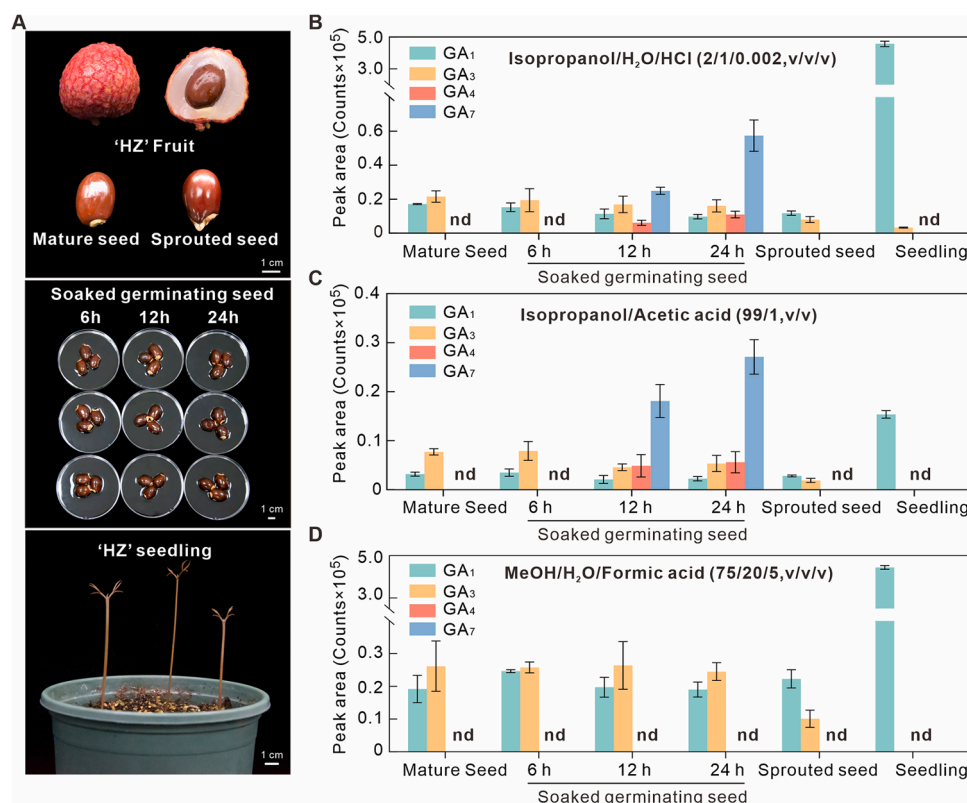 A
'HZ' Fruit
Mature seed Sprouted seed
1 cm
Soaked germinating seed
6h 12h 24h
1 cm
'HZ' seedling
1 cm
B
Peak area (Counts×10⁵)
5.0
3.0
0.6
0.4
0.2
0
GA₁
GA₃
GA₄
GA₇
Isopropanol/H₂O/HCl (2/1/0.002,v/v/v)
nd nd nd nd
Mature Seed 6 h 12 h 24 h Sprouted seed Seedling
Soaked germinating seed
C
Peak area (Counts×10⁵)
0.4
0.3
0.2
0.1
0
GA₁
GA₃
GA₄
GA₇
Isopropanol/Acetic acid (99/1,v/v)
nd nd nd nd
Mature Seed 6 h 12 h 24 h Sprouted seed Seedling
Soaked germinating seed
D
Peak area (Counts×10⁵)
5.0
3.0
0.3
0.2
0.1
0
GA₁
GA₃
GA₄
GA₇
MeOH/H₂O/Formic acid (75/20/5,v/v/v)
nd nd nd nd nd nd
Mature Seed 6 h 12 h 24 h Sprouted seed Seedling
Soaked germinating seed